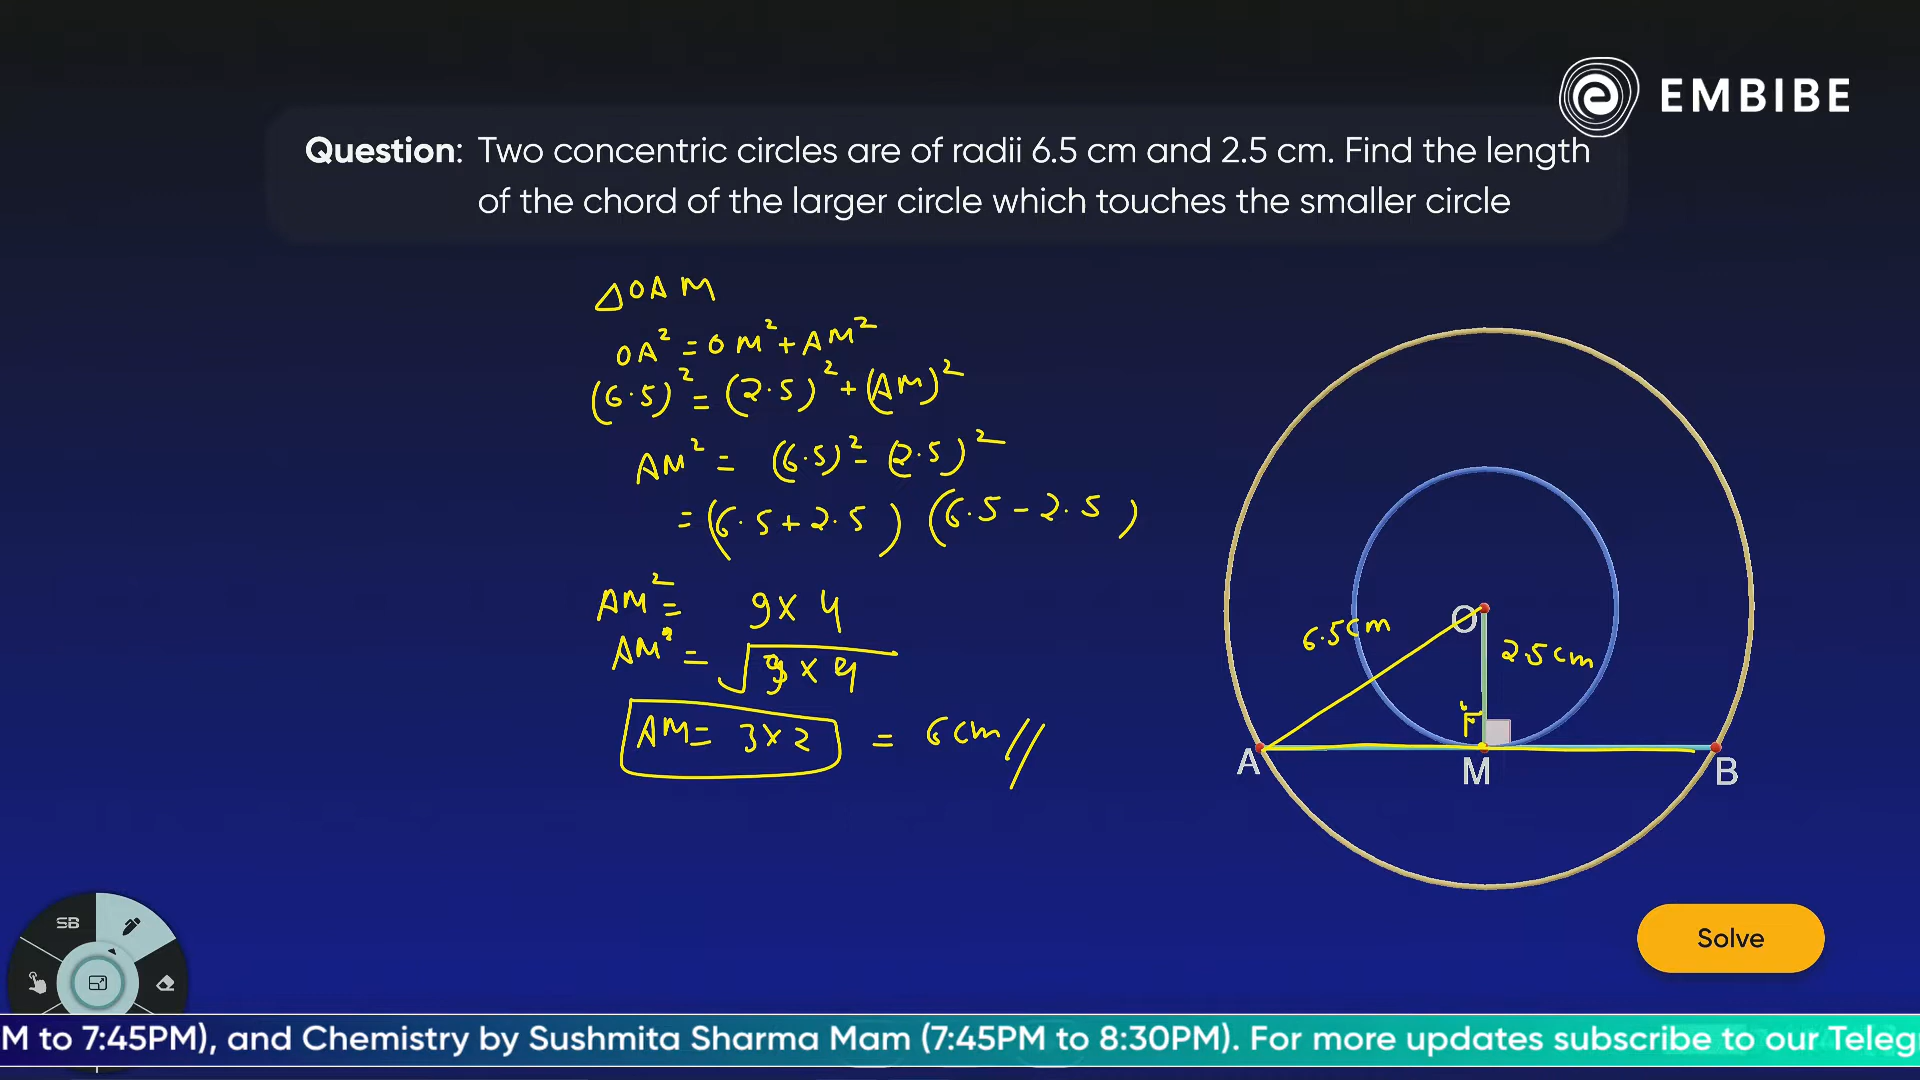 EMBIBE
Question: Two concentric circles are of radii 6.5 cm and 2.5 cm. Find the length
of the chord of the larger circle which touches the smaller circle
△OAM
OA² = OM² + AM²
(6.5)² = (2.5)² + (AM)²
AM² = (6.5)² - (2.5)²
= (6.5 + 2.5) (6.5 - 2.5)
AM² = 9 x 4
AM = √9 x 4
AM = 3 x 2 = 6 cm //
O
6.5 cm
2.5 cm
A
M
B
Solve
SB
M to 7:45PM), and Chemistry by Sushmita Sharma Mam (7:45PM to 8:30PM). For more updates subscribe to our Teleg